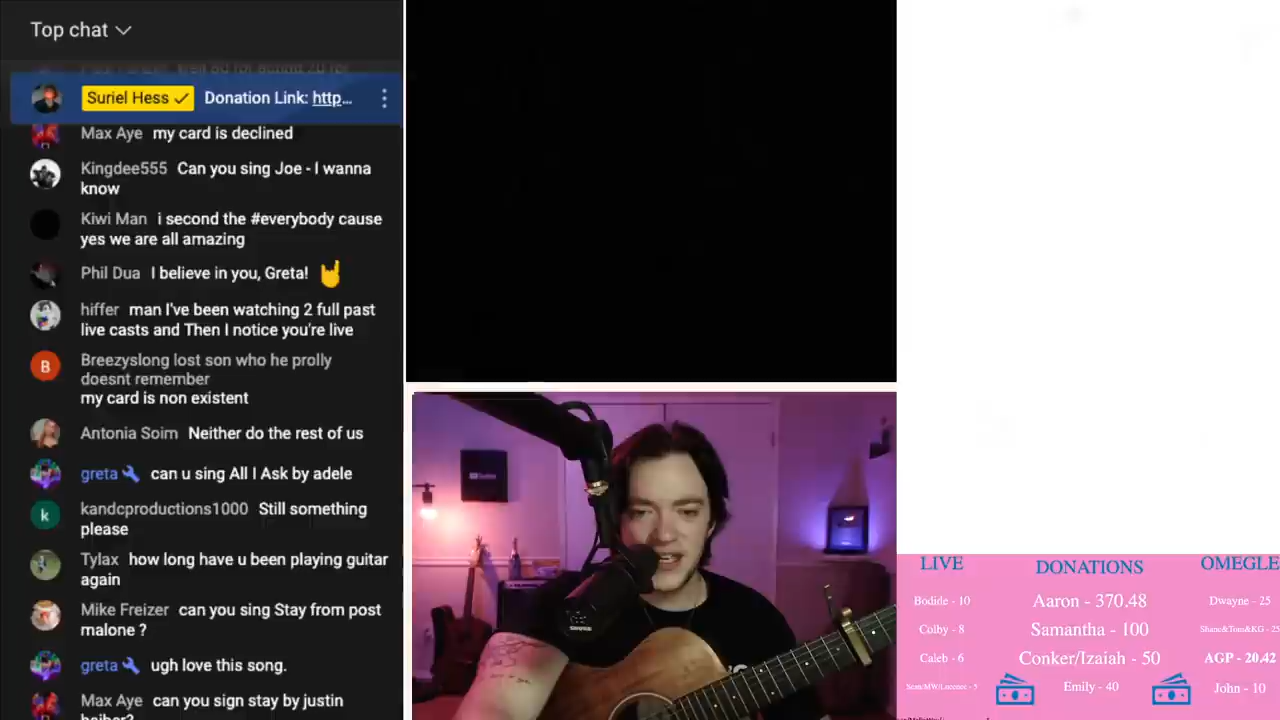 Top chat
Suriel Hess Donation Link: http...
Max Aye my card is declined
Kingdee555 Can you sing Joe - I wanna
know
Kiwi Man i second the #everybody cause
yes we are all amazing
Phil Dua I believe in you, Greta! 🤘
hiffer man I've been watching 2 full past
live casts and Then I notice you're live
B
Breezyslong lost son who he prolly
doesnt remember
my card is non existent
Antonia Soirn Neither do the rest of us
greta can u sing All I Ask by adele
k
kandcproductions1000 Still something
please
Tylax how long have u been playing guitar
again
Mike Freizer can you sing Stay from post
malone ?
greta ugh love this song.
Max Aye can you sign stay by justin
LIVE
Bodide - 10
Colby - 8
Caleb - 6
DONATIONS
Aaron - 370.48
Samantha - 100
Conker/Izaiah - 50
Emily - 40
OMEGLE
Dwayne - 25
Shane&Tom&KG - 25
AGP - 20.42
John - 10